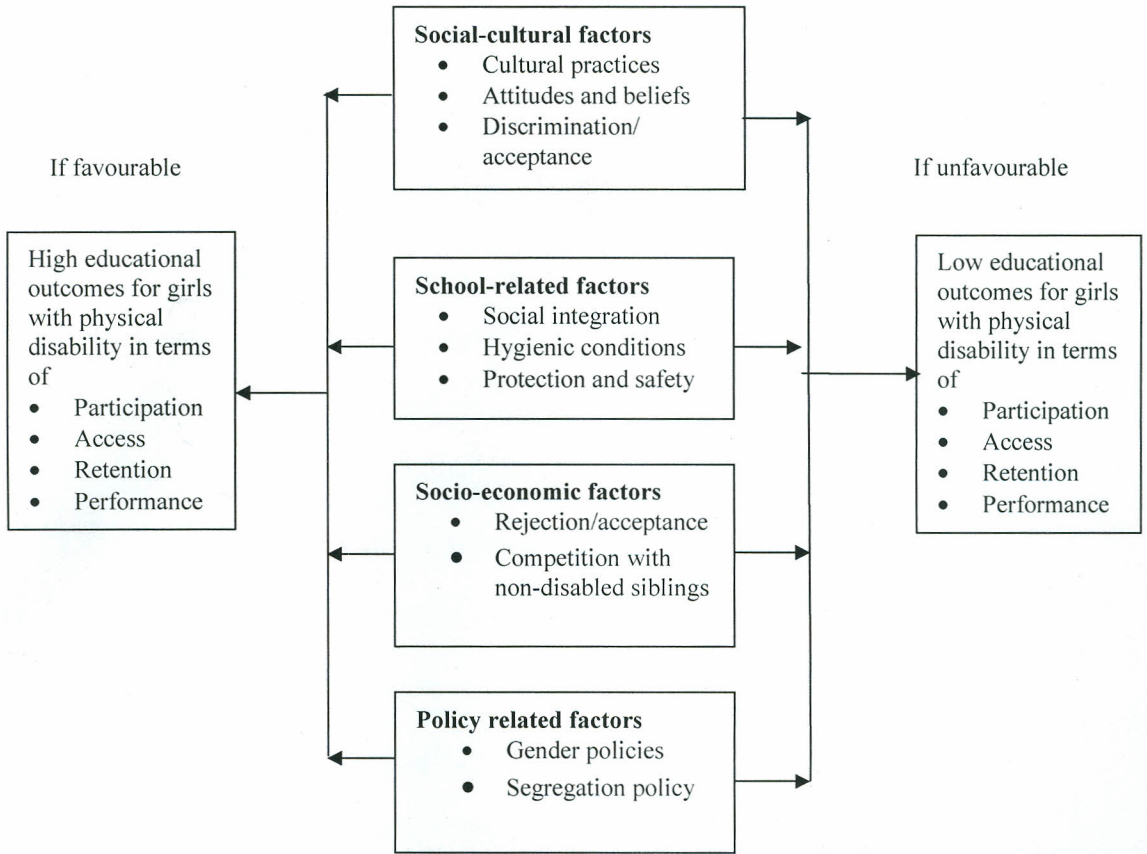 Social-cultural factors
• Cultural practices
• Attitudes and beliefs
• Discrimination/
acceptance
If favourable
If unfavourable
High educational
outcomes for girls
with physical
disability in terms
of
• Participation
• Access
• Retention
• Performance
School-related factors
• Social integration
• Hygienic conditions
• Protection and safety
Low educational
outcomes for girls
with physical
disability in terms
of
• Participation
• Access
• Retention
• Performance
Socio-economic factors
• Rejection/acceptance
• Competition with
non-disabled siblings
Policy related factors
• Gender policies
• Segregation policy